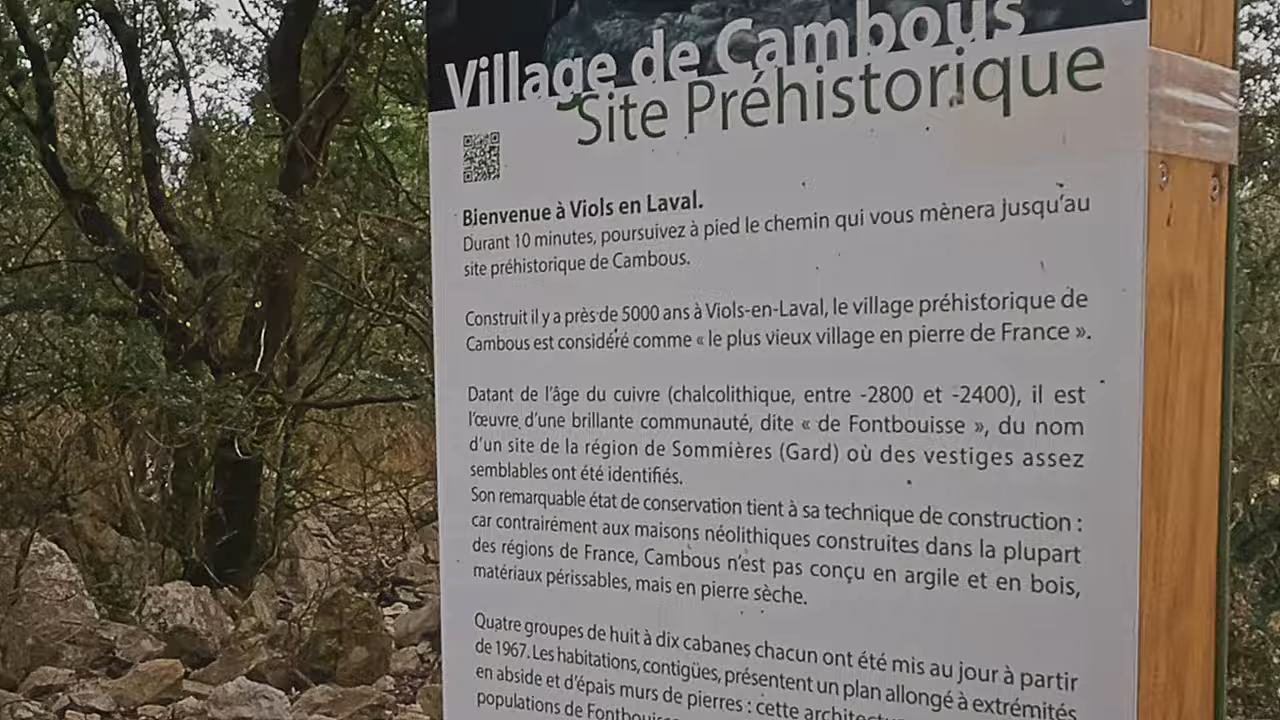 Village de Cambous
Site Préhistorique
Bienvenue à Viols en Laval.
Durant 10 minutes, poursuivez à pied le chemin qui vous mènera jusqu'au
site préhistorique de Cambous.
Construit il y a près de 5000 ans à Viols-en-Laval, le village préhistorique de
Cambous est considéré comme « le plus vieux village en pierre de France ».
Datant de l'âge du cuivre (chalcolithique, entre -2800 et -2400), il est
l'œuvre d'une brillante communauté, dite « de Fontbouisse », du nom
d'un site de la région de Sommières (Gard) où des vestiges assez
semblables ont été identifiés.
Son remarquable état de conservation tient à sa technique de construction :
car contrairement aux maisons néolithiques construites dans la plupart
des régions de France, Cambous n'est pas conçu en argile et en bois,
matériaux périssables, mais en pierre sèche.
Quatre groupes de huit à dix cabanes chacun ont été mis au jour à partir
de 1967. Les habitations, contigües, présentent un plan allongé à extrémités
en abside et d'épais murs de pierres : cette
populations de